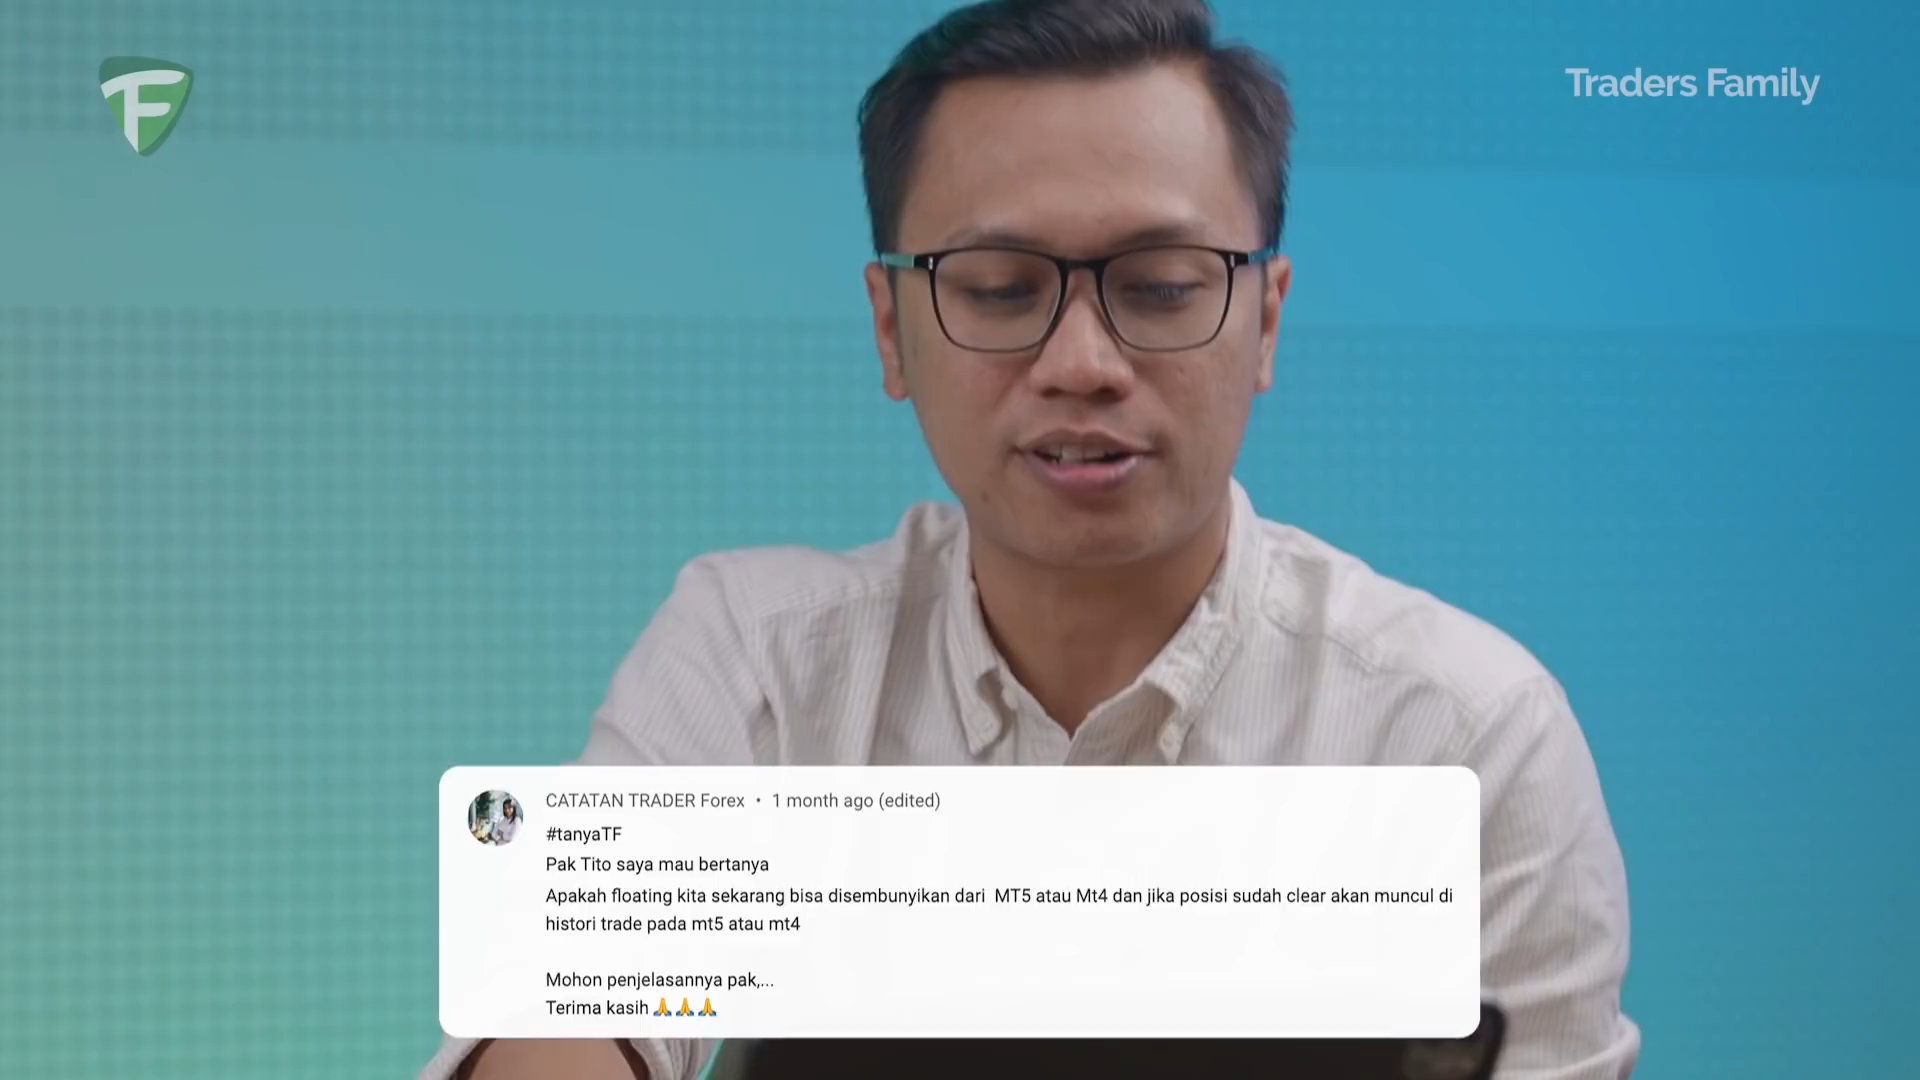 TF
Traders Family
CATATAN TRADER Forex • 1 month ago (edited)
#tanyaTF
Pak Tito saya mau bertanya
Apakah floating kita sekarang bisa disembunyikan dari  MT5 atau Mt4 dan jika posisi sudah clear akan muncul di
histori trade pada mt5 atau mt4
Mohon penjelasannya pak,...
Terima kasih 🙏🙏🙏